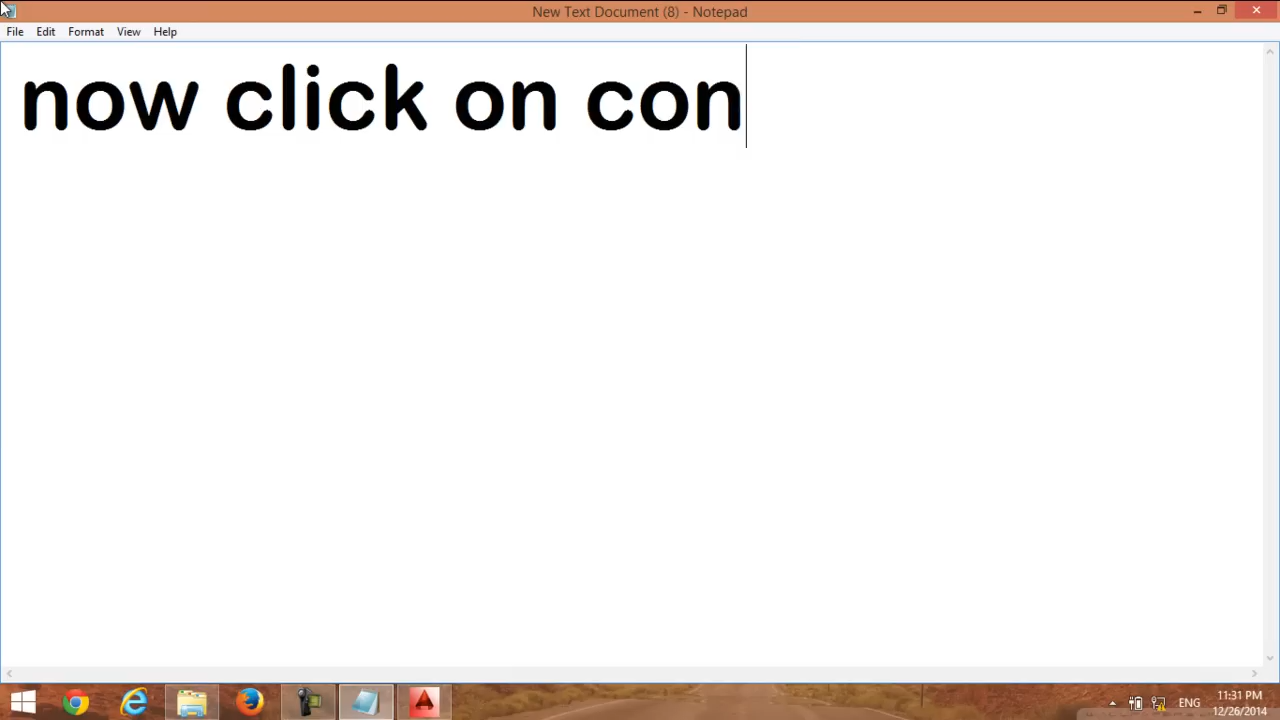 New Text Document (8) - Notepad
File Edit Format View Help
now click on con
ENG
11:31 PM
12/26/2014